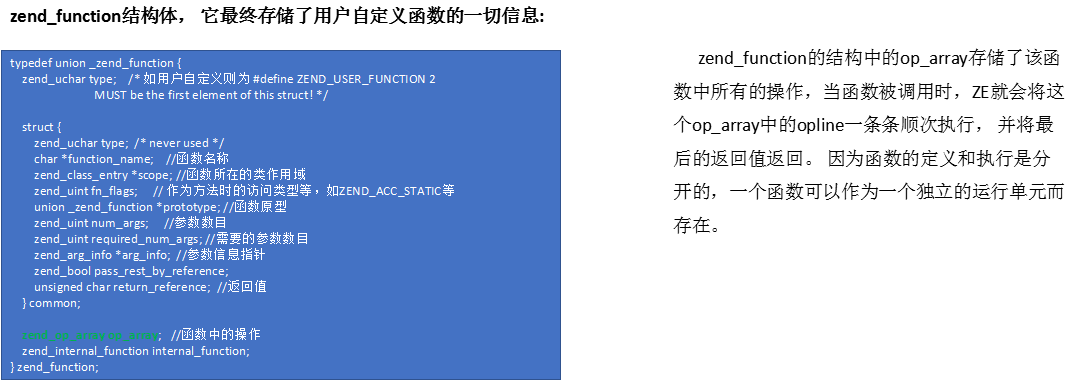 zend_function结构体， 它最终存储了用户自定义函数的一切信息:
typedef union _zend_function {
zend_uchar type;    /* 如用户自定义则为 #define ZEND_USER_FUNCTION 2
MUST be the first element of this struct! */
struct {
zend_uchar type;  /* never used */
char *function_name;    //函数名称
zend_class_entry *scope; //函数所在的类作用域
zend_uint fn_flags;     // 作为方法时的访问类型等，如ZEND_ACC_STATIC等
union _zend_function *prototype; //函数原型
zend_uint num_args;     //参数数目
zend_uint required_num_args; //需要的参数数目
zend_arg_info *arg_info;  //参数信息指针
zend_bool pass_rest_by_reference;
unsigned char return_reference;  //返回值
} common;
zend_op_array op_array;   //函数中的操作
zend_internal_function internal_function;
} zend_function;
zend_function的结构中的op_array存储了该函
数中所有的操作，当函数被调用时，ZE就会将这
个op_array中的opline一条条顺次执行， 并将最
后的返回值返回。 因为函数的定义和执行是分
开的，一个函数可以作为一个独立的运行单元而
存在。